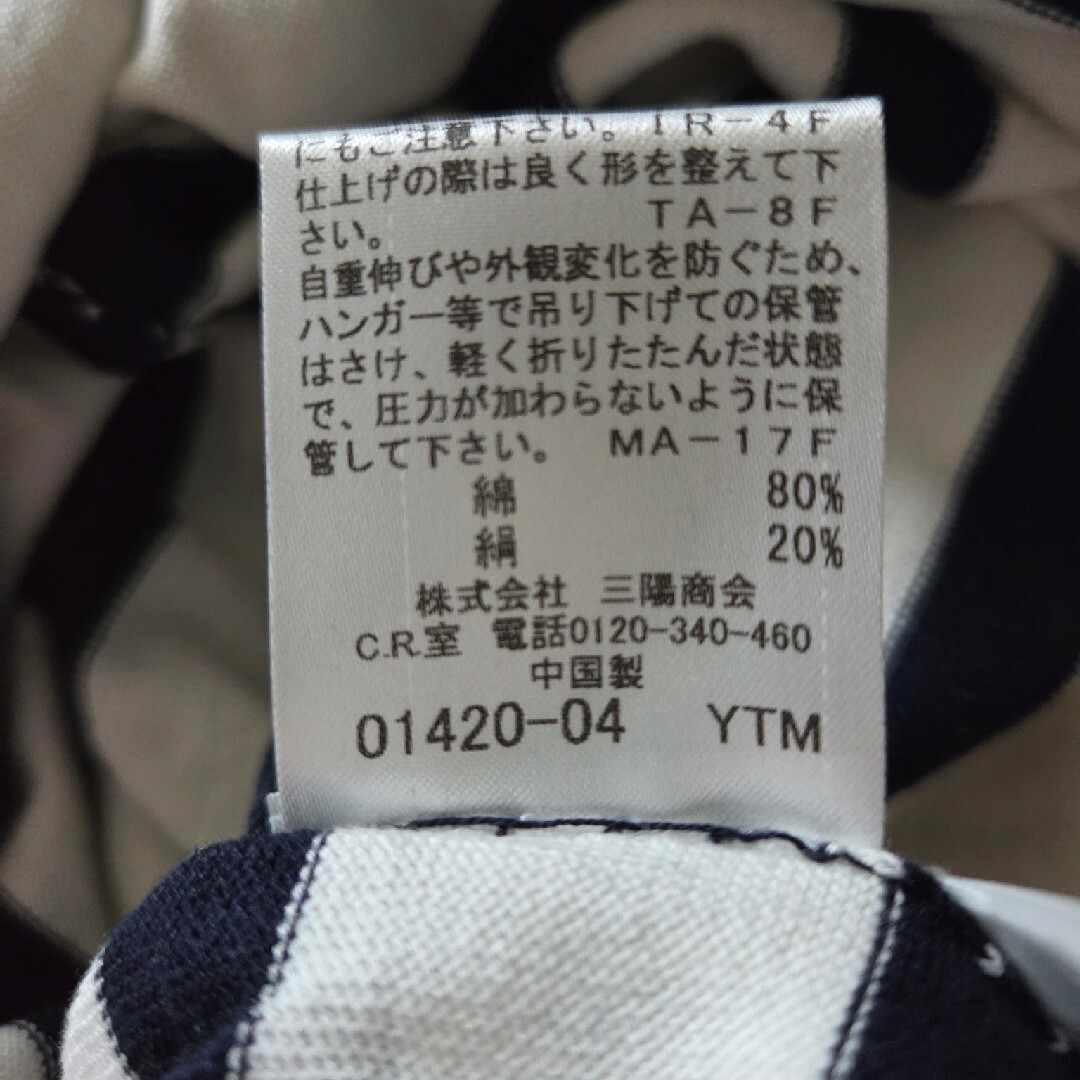 にもご注意下さい。IR-4F
仕上げの際は良く形を整えて下
さい。 TA-8F
自重伸びや外観変化を防ぐため、
ハンガー等で吊り下げての保管
はさけ、軽く折りたたんだ状態
で、圧力が加わらないように保
管して下さい。 MA-17F
綿 80%
絹 20%
株式会社 三陽商会
C.R.室 電話0120-340-460
中国製
01420-04 YTM